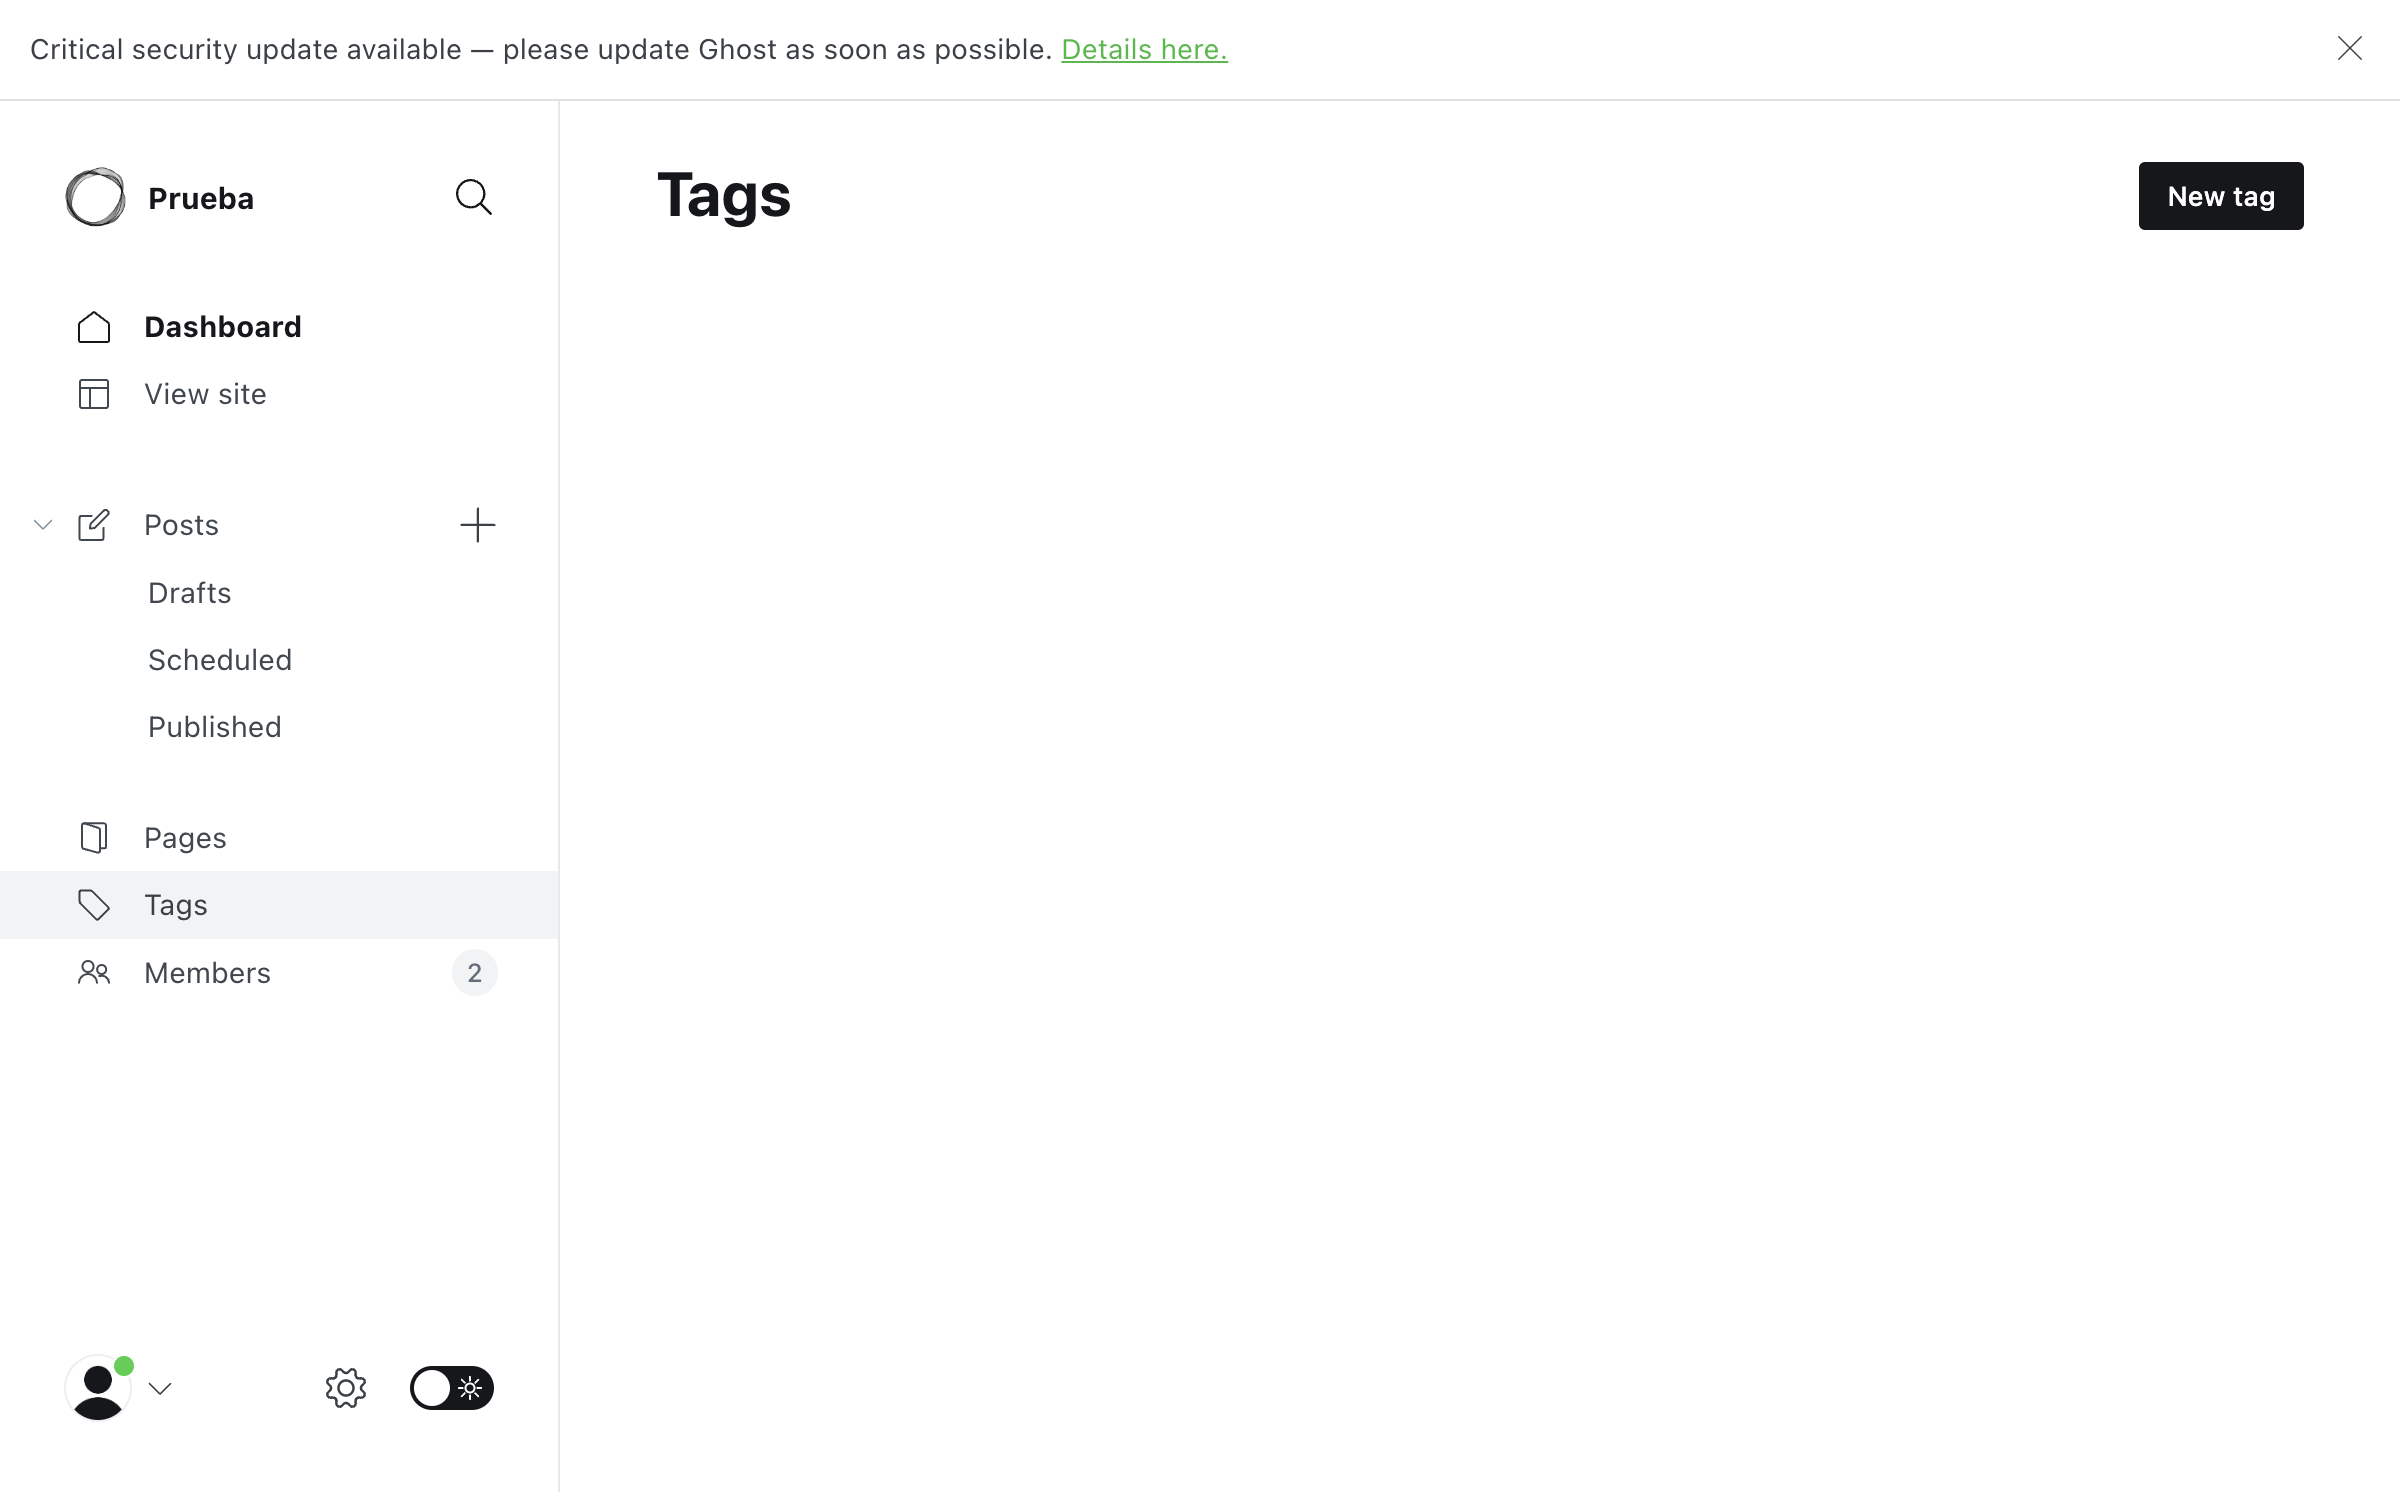 Critical security update available — please update Ghost as soon as possible. Details here.
Prueba
Dashboard
View site
Posts
Drafts
Scheduled
Published
Pages
Tags
Members 2
Tags
New tag